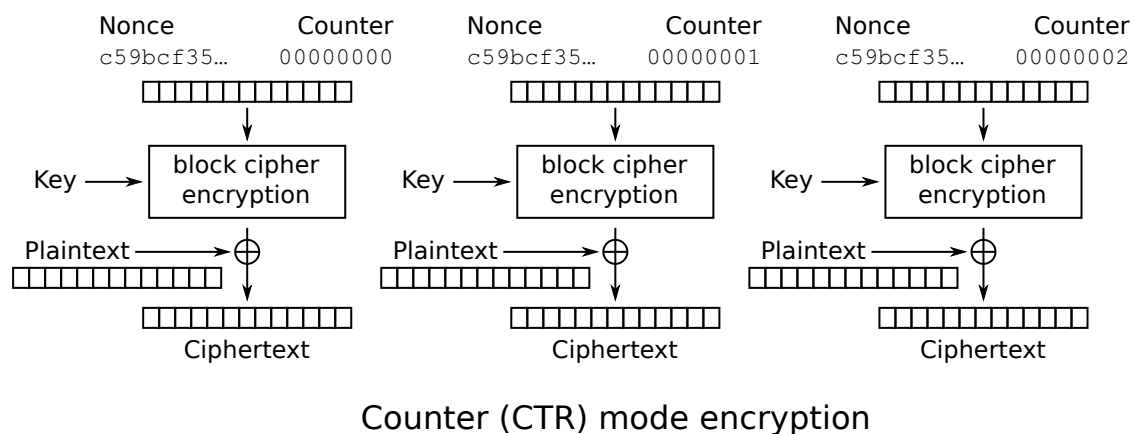 Nonce Counter Nonce Counter Nonce Counter
c59bcf35… 00000000 c59bcf35… 00000001 c59bcf35… 00000002
block cipher block cipher block cipher
Key Key Key
encryption encryption encryption
Plaintext Plaintext Plaintext
Ciphertext Ciphertext Ciphertext
Counter (CTR) mode encryption